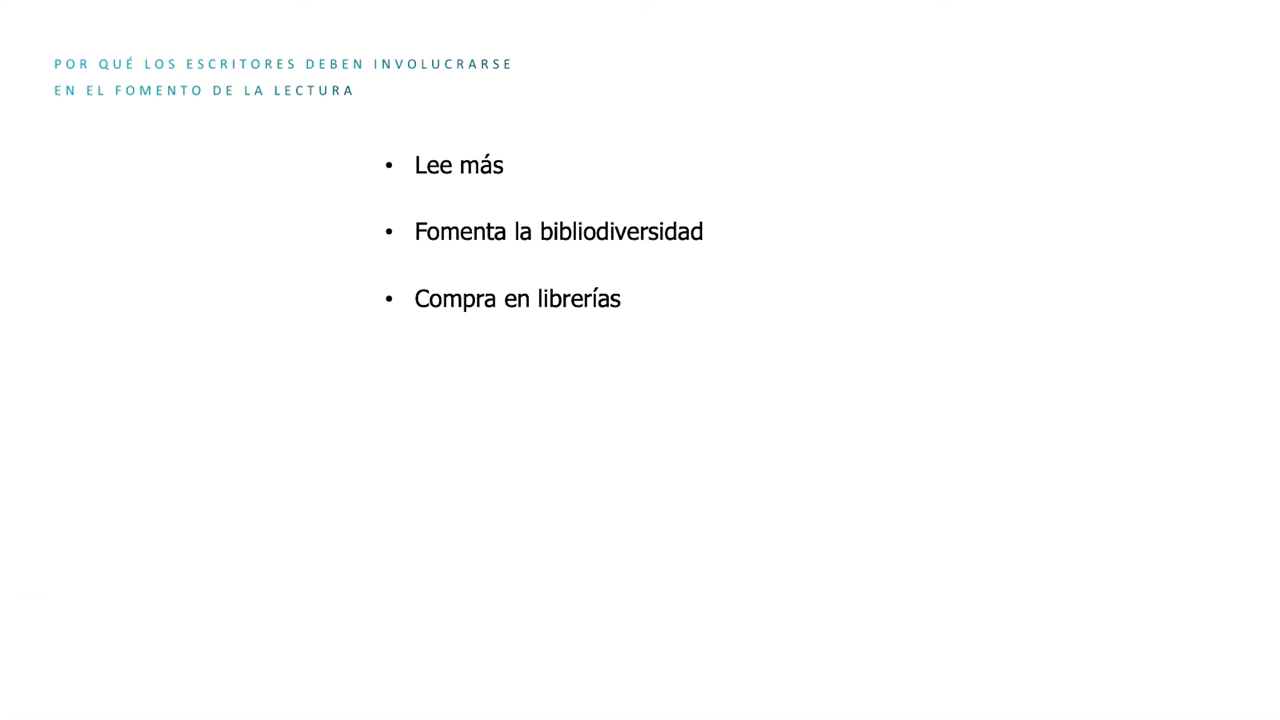 POR QUÉ LOS ESCRITORES DEBEN INVOLUCRARSE
EN EL FOMENTO DE LA LECTURA
• Lee más
• Fomenta la bibliodiversidad
• Compra en librerías